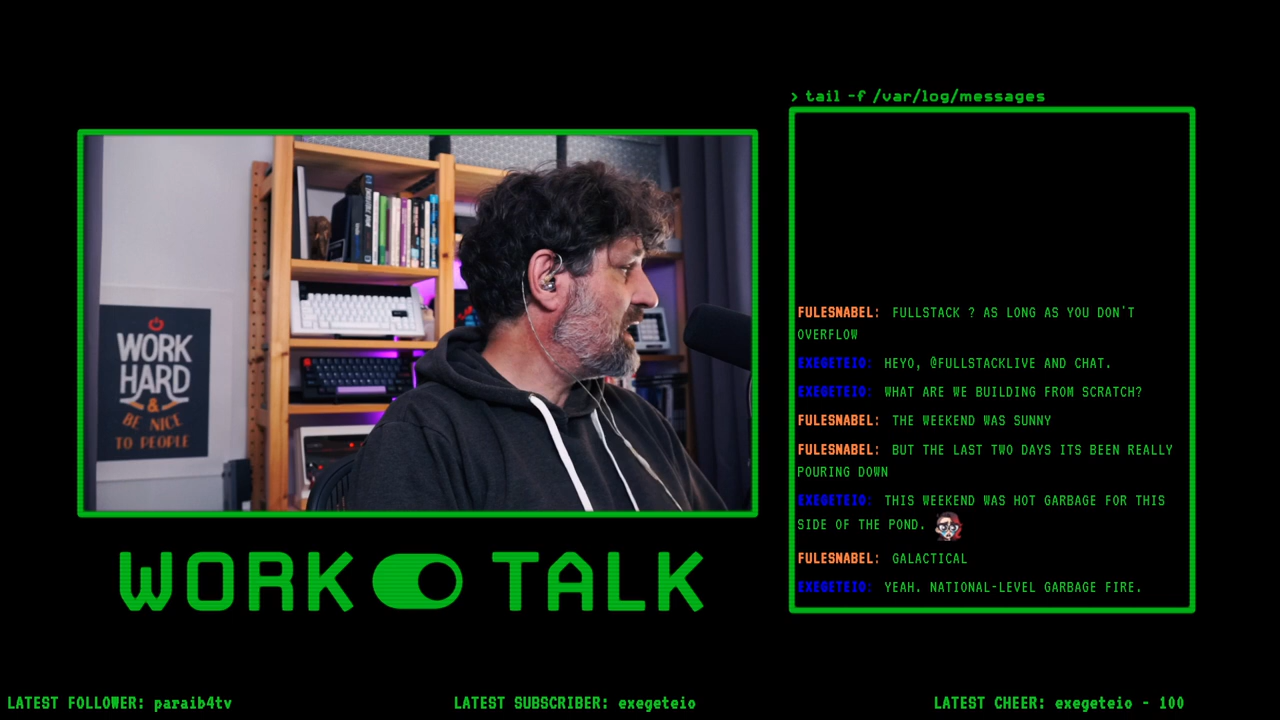 > tail -f /var/log/messages
WORK
HARD
&
BE NICE
TO PEOPLE
FULESNABEL: FULLSTACK ? AS LONG AS YOU DON'T
OVERFLOW
EXEGETEIO: HEYO, @FULLSTACKLIVE AND CHAT.
EXEGETEIO: WHAT ARE WE BUILDING FROM SCRATCH?
FULESNABEL: THE WEEKEND WAS SUNNY
FULESNABEL: BUT THE LAST TWO DAYS ITS BEEN REALLY
POURING DOWN
EXEGETEIO: THIS WEEKEND WAS HOT GARBAGE FOR THIS
SIDE OF THE POND.
FULESNABEL: GALACTICAL
EXEGETEIO: YEAH. NATIONAL-LEVEL GARBAGE FIRE.
WORK TALK
LATEST FOLLOWER: paraib4tv
LATEST SUBSCRIBER: exegeteio
LATEST CHEER: exegeteio - 100